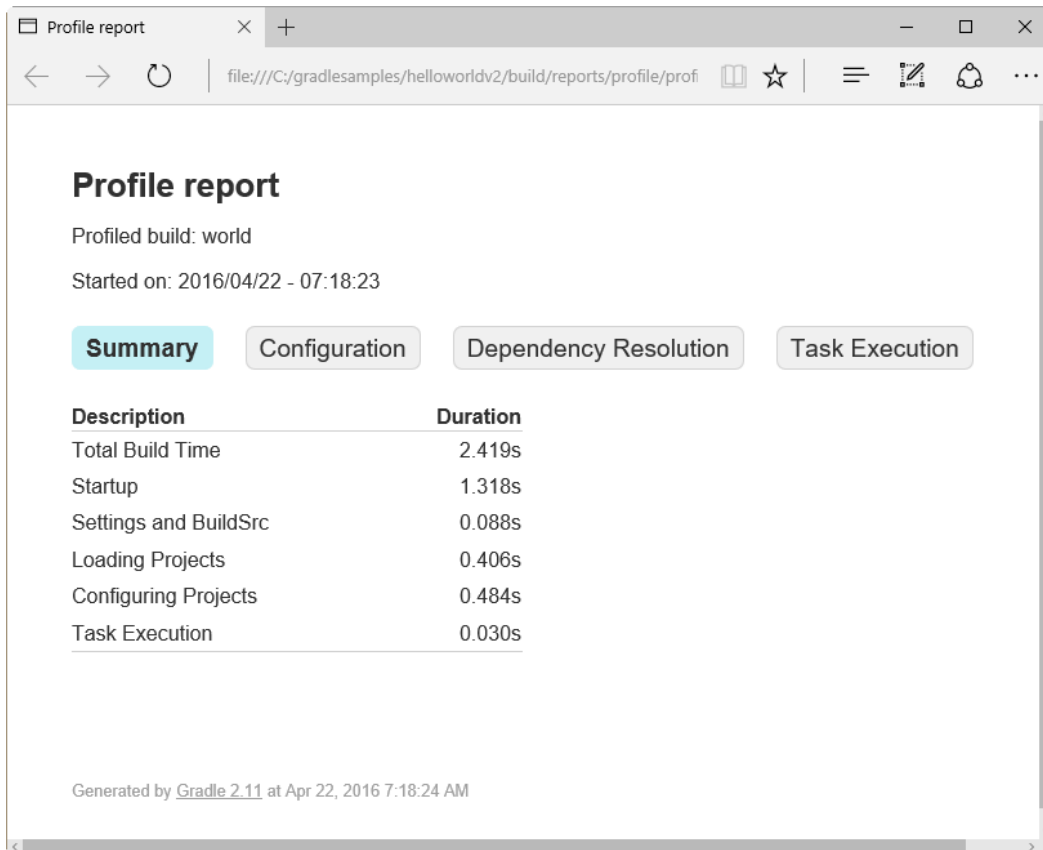 Profile report
file:///C:/gradlesamples/helloworldv2/build/reports/profile/profi
Profile report
Profiled build: world
Started on: 2016/04/22 - 07:18:23
Summary Configuration Dependency Resolution Task Execution
Description Duration
Total Build Time 2.419s
Startup 1.318s
Settings and BuildSrc 0.088s
Loading Projects 0.406s
Configuring Projects 0.484s
Task Execution 0.030s
Generated by Gradle 2.11 at Apr 22, 2016 7:18:24 AM